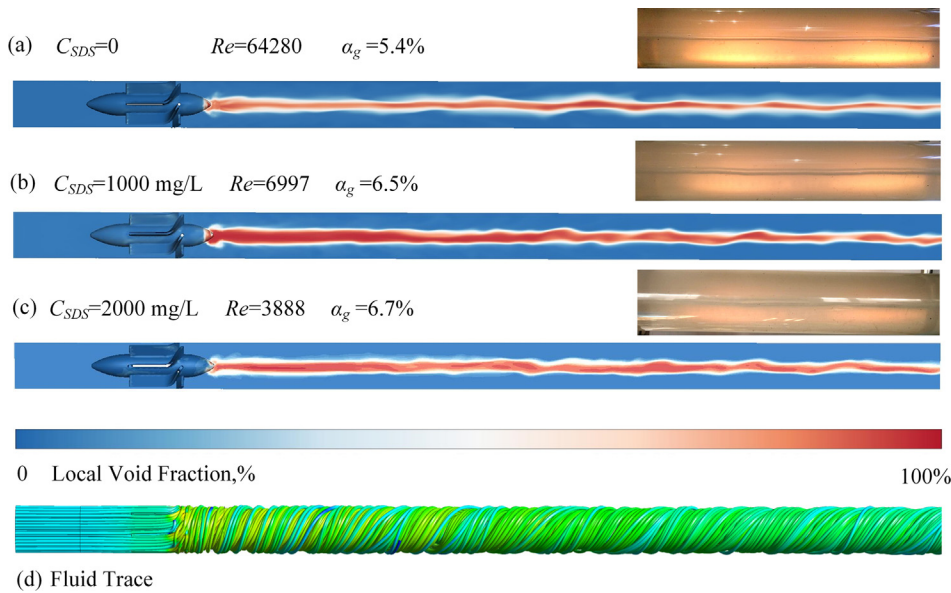 (a) C_SDS=0 Re=64280 α_g =5.4%
(b) C_SDS=1000 mg/L Re=6997 α_g =6.5%
(c) C_SDS=2000 mg/L Re=3888 α_g =6.7%
0 Local Void Fraction,% 100%
(d) Fluid Trace